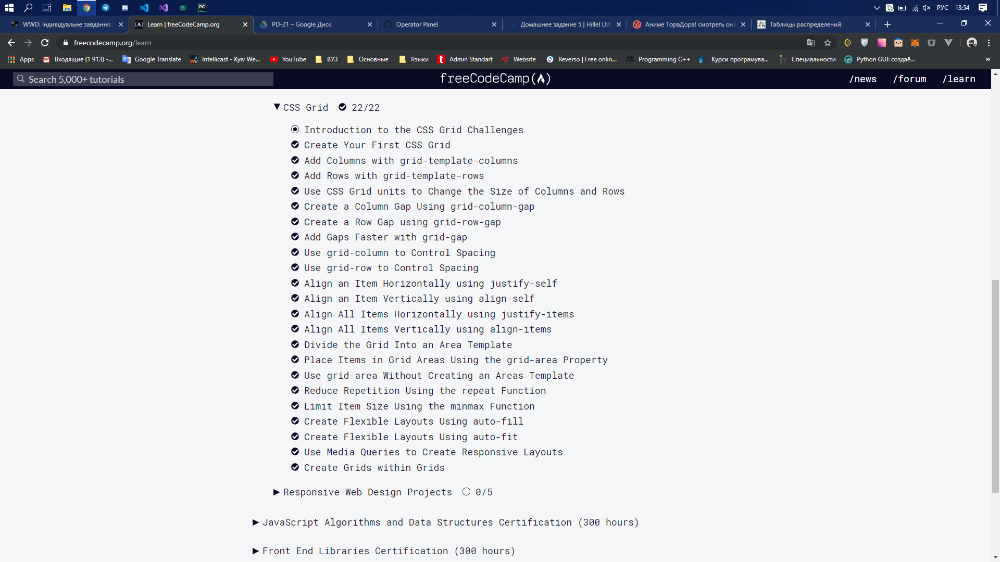 РУС 13:54
WWD: Індивідуальне завдання:
Learn | freeCodeCamp.org
PD-21 – Google Диск
Operator Panel
Домашнее задание 5 | Hillel LM
Аниме ТораДора! смотреть онл
Таблицы распределений
freecodecamp.org/learn
Apps
Входящие (1 913) -...
Google Translate
Intellicast - Kyiv We...
YouTube
ВУЗ
Основные
Языки
Admin Standart
Website
Reverso | Free onlin...
Programming C++
Курси програмува...
Специальности
Python GUI: создаё...
Search 5,000+ tutorials
freeCodeCamp
/news /forum /learn
CSS Grid 22/22
Introduction to the CSS Grid Challenges
Create Your First CSS Grid
Add Columns with grid-template-columns
Add Rows with grid-template-rows
Use CSS Grid units to Change the Size of Columns and Rows
Create a Column Gap Using grid-column-gap
Create a Row Gap using grid-row-gap
Add Gaps Faster with grid-gap
Use grid-column to Control Spacing
Use grid-row to Control Spacing
Align an Item Horizontally using justify-self
Align an Item Vertically using align-self
Align All Items Horizontally using justify-items
Align All Items Vertically using align-items
Divide the Grid Into an Area Template
Place Items in Grid Areas Using the grid-area Property
Use grid-area Without Creating an Areas Template
Reduce Repetition Using the repeat Function
Limit Item Size Using the minmax Function
Create Flexible Layouts Using auto-fill
Create Flexible Layouts Using auto-fit
Use Media Queries to Create Responsive Layouts
Create Grids within Grids
Responsive Web Design Projects 0/5
JavaScript Algorithms and Data Structures Certification (300 hours)
Front End Libraries Certification (300 hours)